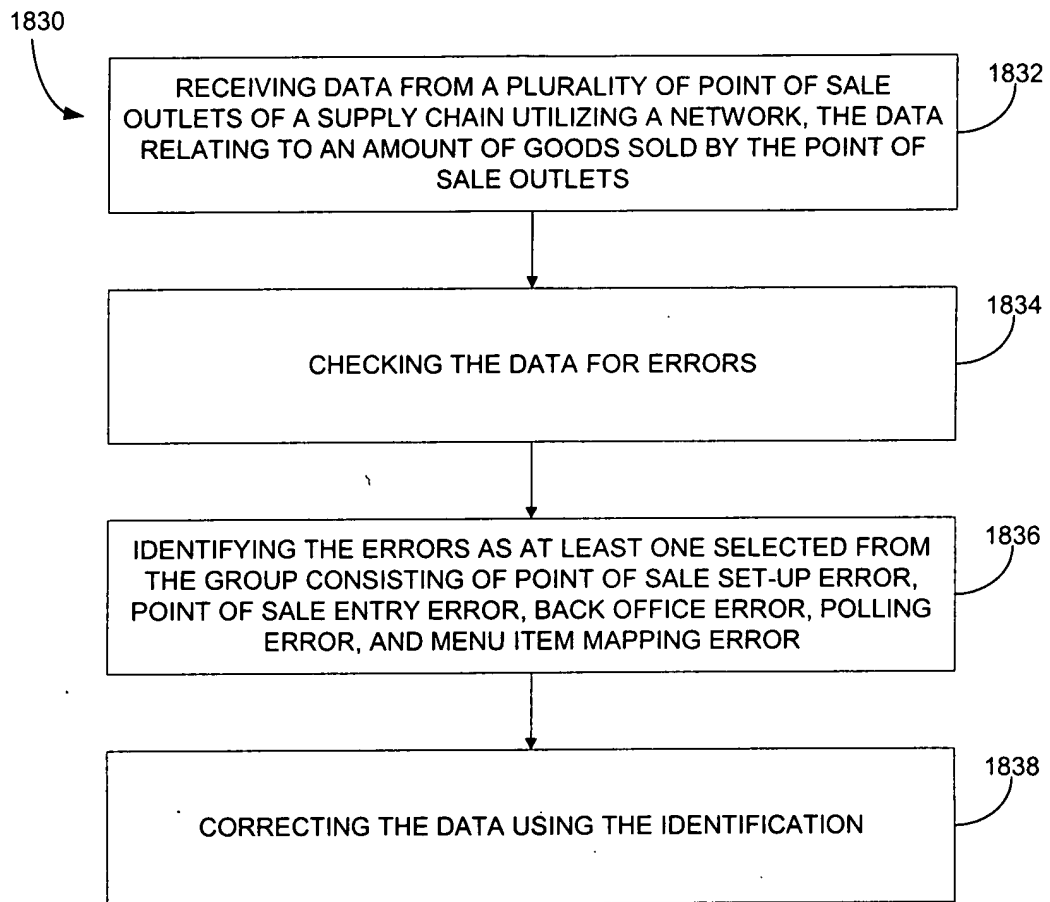 1830
RECEIVING DATA FROM A PLURALITY OF POINT OF SALE
OUTLETS OF A SUPPLY CHAIN UTILIZING A NETWORK, THE DATA
RELATING TO AN AMOUNT OF GOODS SOLD BY THE POINT OF
SALE OUTLETS
1832
CHECKING THE DATA FOR ERRORS
1834
IDENTIFYING THE ERRORS AS AT LEAST ONE SELECTED FROM
THE GROUP CONSISTING OF POINT OF SALE SET-UP ERROR,
POINT OF SALE ENTRY ERROR, BACK OFFICE ERROR, POLLING
ERROR, AND MENU ITEM MAPPING ERROR
1836
CORRECTING THE DATA USING THE IDENTIFICATION
1838